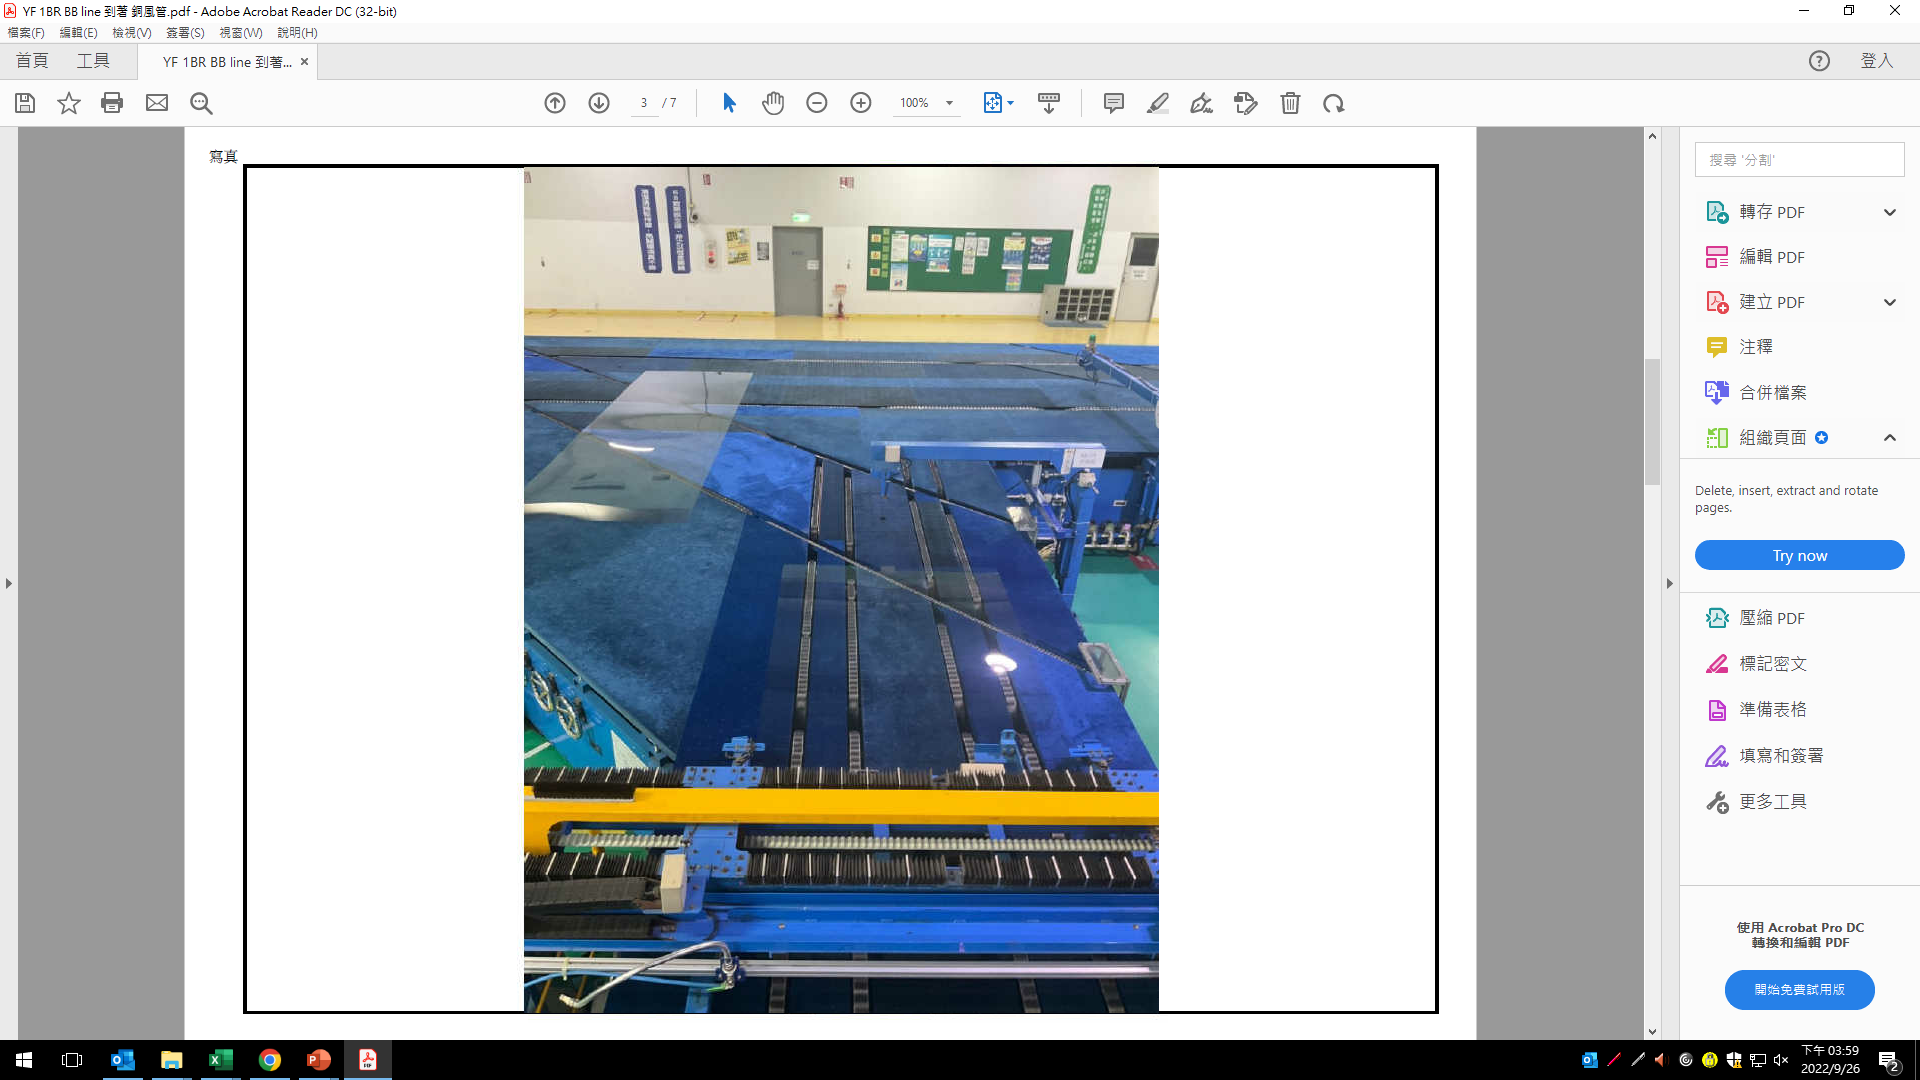 YF 1BR BB line 到著 銅風管.pdf - Adobe Acrobat Reader DC (32-bit)
檔案(F) 編輯(E) 檢視(V) 簽署(S) 視窗(W) 說明(H)
首頁 工具 YF 1BR BB line 到著... × 登入
3 / 7 100%
寫真
搜尋 '分割'
轉存 PDF
編輯 PDF
建立 PDF
注釋
合併檔案
組織頁面
Delete, insert, extract and rotate
pages.
Try now
壓縮 PDF
標記密文
準備表格
填寫和簽署
更多工具
使用 Acrobat Pro DC
轉換和編輯 PDF
開始免費試用版
下午 03:59
2022/9/26
2